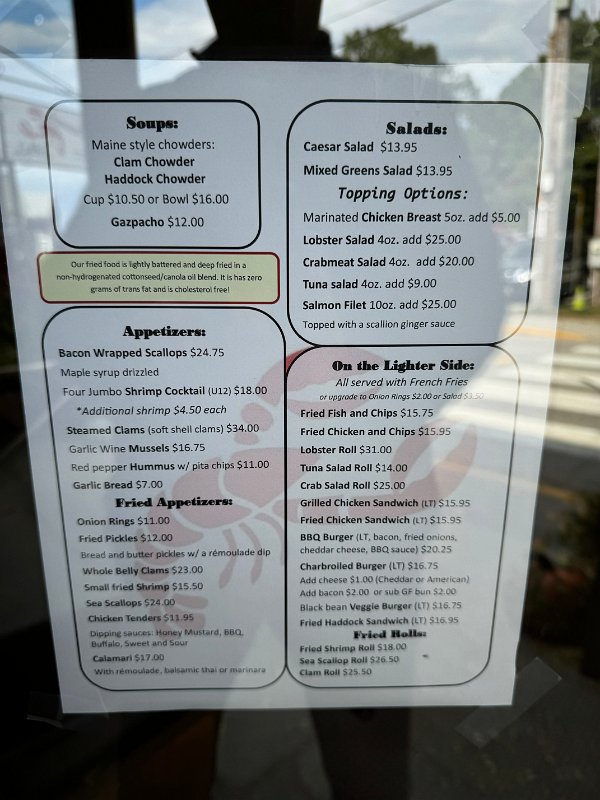 Soups:
Maine style chowders:
Clam Chowder
Haddock Chowder
Cup $10.50 or Bowl $16.00
Gazpacho $12.00
Our fried food is lightly battered and deep fried in a
non-hydrogenated cottonseed/canola oil blend. It is has zero
grams of trans fat and is cholesterol free!
Appetizers:
Bacon Wrapped Scallops $24.75
Maple syrup drizzled
Four Jumbo Shrimp Cocktail (U12) $18.00
*Additional shrimp $4.50 each
Steamed Clams (soft shell clams) $34.00
Garlic Wine Mussels $16.75
Red pepper Hummus w/ pita chips $11.00
Garlic Bread $7.00
Fried Appetizers:
Onion Rings $11.00
Fried Pickles $12.00
Bread and butter pickles w/ a rémoulade dip
Whole Belly Clams $23.00
Small fried Shrimp $15.50
Sea Scallops $24.00
Chicken Tenders $11.95
Dipping sauces: Honey Mustard, BBQ,
Buffalo, Sweet and Sour
Calamari $17.00
With rémoulade, balsamic thai or marinara
Salads:
Caesar Salad $13.95
Mixed Greens Salad $13.95
Topping Options:
Marinated Chicken Breast 5oz. add $5.00
Lobster Salad 4oz. add $25.00
Crabmeat Salad 4oz. add $20.00
Tuna salad 4oz. add $9.00
Salmon Filet 10oz. add $25.00
Topped with a scallion ginger sauce
On the Lighter Side:
All served with French Fries
or upgrade to Onion Rings $2.00 or Salad $3.50
Fried Fish and Chips $15.75
Fried Chicken and Chips $15.95
Lobster Roll $31.00
Tuna Salad Roll $14.00
Crab Salad Roll $25.00
Grilled Chicken Sandwich (LT) $15.95
Fried Chicken Sandwich (LT) $15.95
BBQ Burger (LT, bacon, fried onions,
cheddar cheese, BBQ sauce) $20.25
Charbroiled Burger (LT) $16.75
Add cheese $1.00 (Cheddar or American)
Add bacon $2.00 or sub GF bun $2.00
Black bean Veggie Burger (LT) $16.75
Fried Haddock Sandwich (LT) $16.95
Fried Rolls:
Fried Shrimp Roll $18.00
Sea Scallop Roll $26.50
Clam Roll $25.50